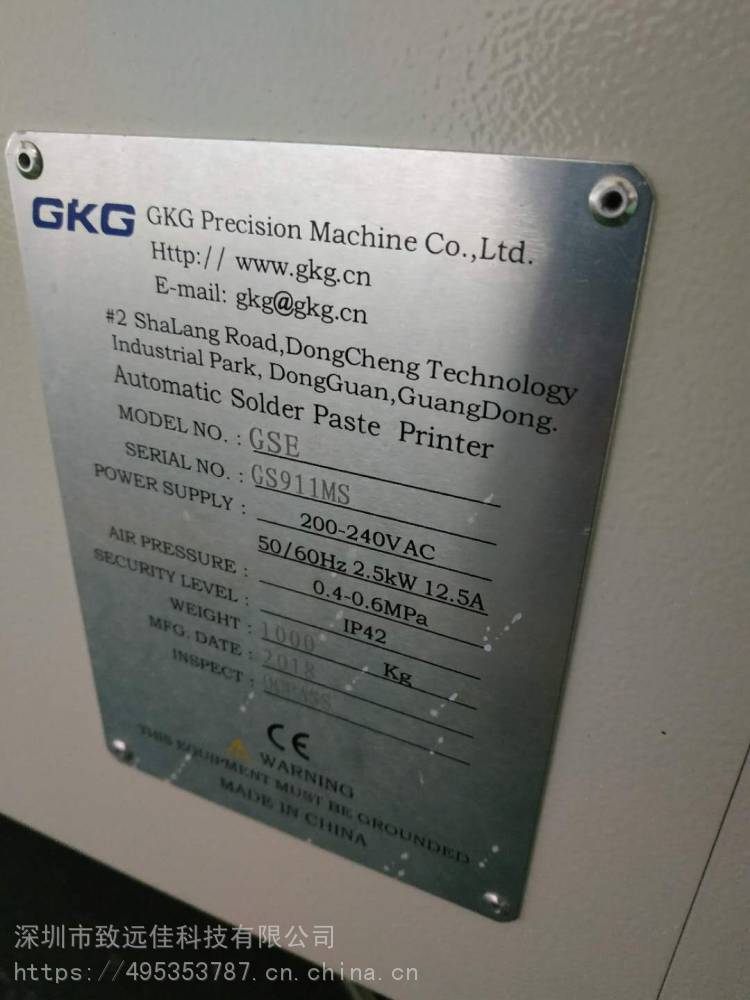 GKG GKG Precision Machine Co.,Ltd.
Http:// www.gkg.cn
E-mail: gkg@gkg.cn
#2 ShaLang Road,DongCheng Technology
Industrial Park, DongGuan,GuangDong.
Automatic Solder Paste Printer
MODEL NO. : GSE
SERIAL NO. : GS911MS
POWER SUPPLY : 200-240VAC
50/60Hz 2.5kW 12.5A
AIR PRESSURE : 0.4-0.6MPa
SECURITY LEVEL : IP42
WEIGHT : 1000 Kg
MFG. DATE : 2018
INSPECT :
CE
WARNING
THIS EQUIPMENT MUST BE GROUNDED
MADE IN CHINA
深圳市致远佳科技有限公司
https://495353787.cn.china.cn